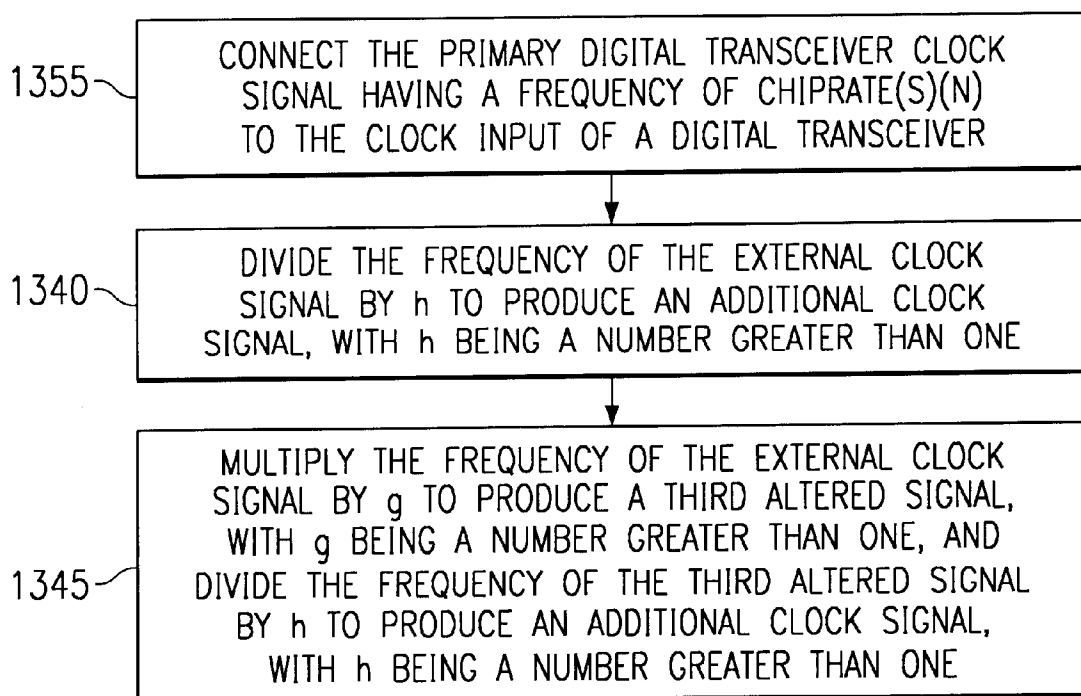 1355
CONNECT THE PRIMARY DIGITAL TRANSCEIVER CLOCK
SIGNAL HAVING A FREQUENCY OF CHIPRATE(S)(N)
TO THE CLOCK INPUT OF A DIGITAL TRANSCEIVER
1340
DIVIDE THE FREQUENCY OF THE EXTERNAL CLOCK
SIGNAL BY h TO PRODUCE AN ADDITIONAL CLOCK
SIGNAL, WITH h BEING A NUMBER GREATER THAN ONE
1345
MULTIPLY THE FREQUENCY OF THE EXTERNAL CLOCK
SIGNAL BY g TO PRODUCE A THIRD ALTERED SIGNAL,
WITH g BEING A NUMBER GREATER THAN ONE, AND
DIVIDE THE FREQUENCY OF THE THIRD ALTERED SIGNAL
BY h TO PRODUCE AN ADDITIONAL CLOCK SIGNAL,
WITH h BEING A NUMBER GREATER THAN ONE